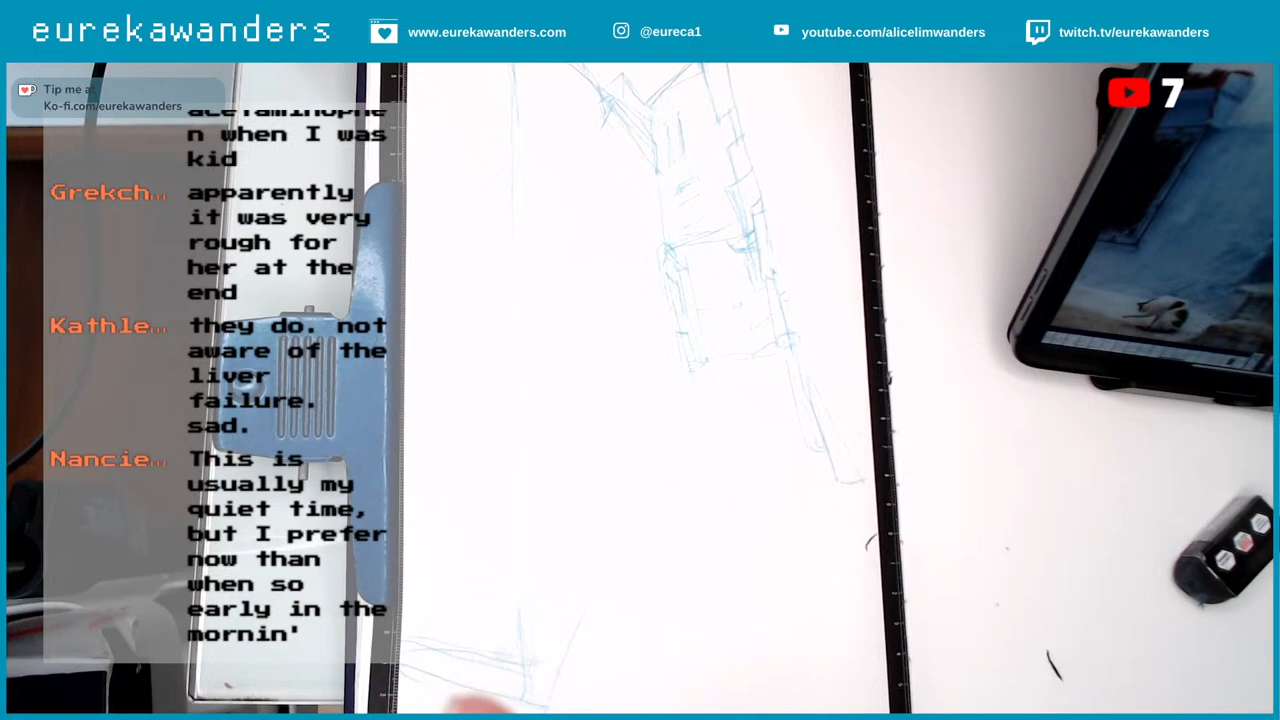 eurekawanders
www.eurekawanders.com
@eureca1
youtube.com/alicelimwanders
twitch.tv/eurekawanders
Tip me at
Ko-fi.com/eurekawanders
7
acetaminophe
n when I was
kid
Grekch... apparently
it was very
rough for
her at the
end
Kathle... they do. not
aware of the
liver
failure.
sad.
Nancie... This is
usually my
quiet time,
but I prefer
now than
when so
early in the
mornin'